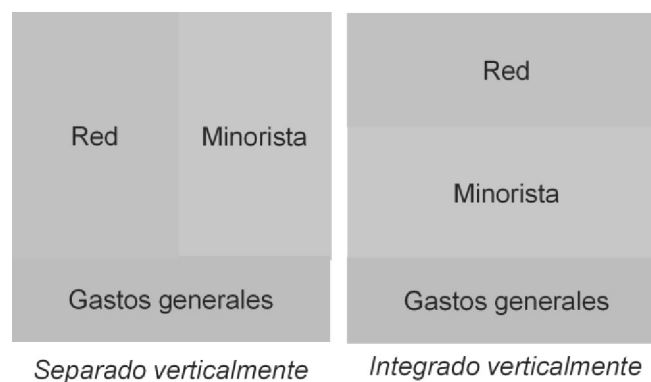 Red
Minorista
Gastos generales
Separado verticalmente
Red
Minorista
Gastos generales
Integrado verticalmente